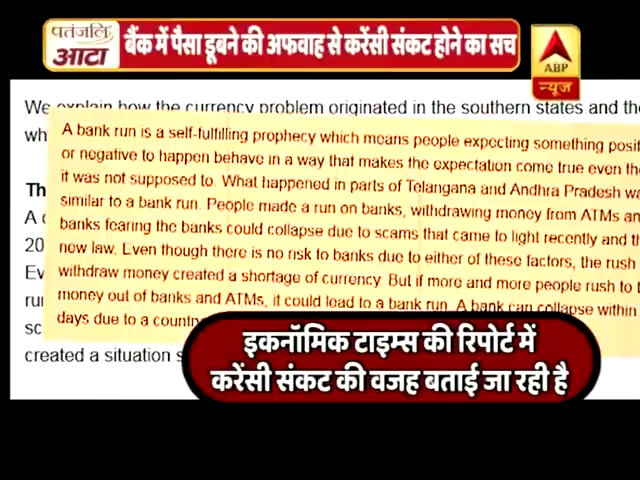 पतंजलि
आटा
बैंक में पैसा डूबने की अफवाह से करेंसी संकट होने का सच
ABP
न्यूज़
We explain how the currency problem originated in the southern states and the
wh
A bank run is a self-fulfilling prophecy which means people expecting something posit
or negative to happen behave in a way that makes the expectation come true even the
it was not supposed to. What happened in parts of Telangana and Andhra Pradesh wa
similar to a bank run. People made a run on banks, withdrawing money from ATMs an
banks fearing the banks could collapse due to scams that came to light recently and th
new law. Even though there is no risk to banks due to either of these factors, the rush
withdraw money created a shortage of currency. But if more and more people rush to t
money out of banks and ATMs, it could lead to a bank run. A bank can collapse within
days due to a country
Th
A c
20
Ev
rur
sc
created a situation s
इकनॉमिक टाइम्स की रिपोर्ट में
करेंसी संकट की वजह बताई जा रही है